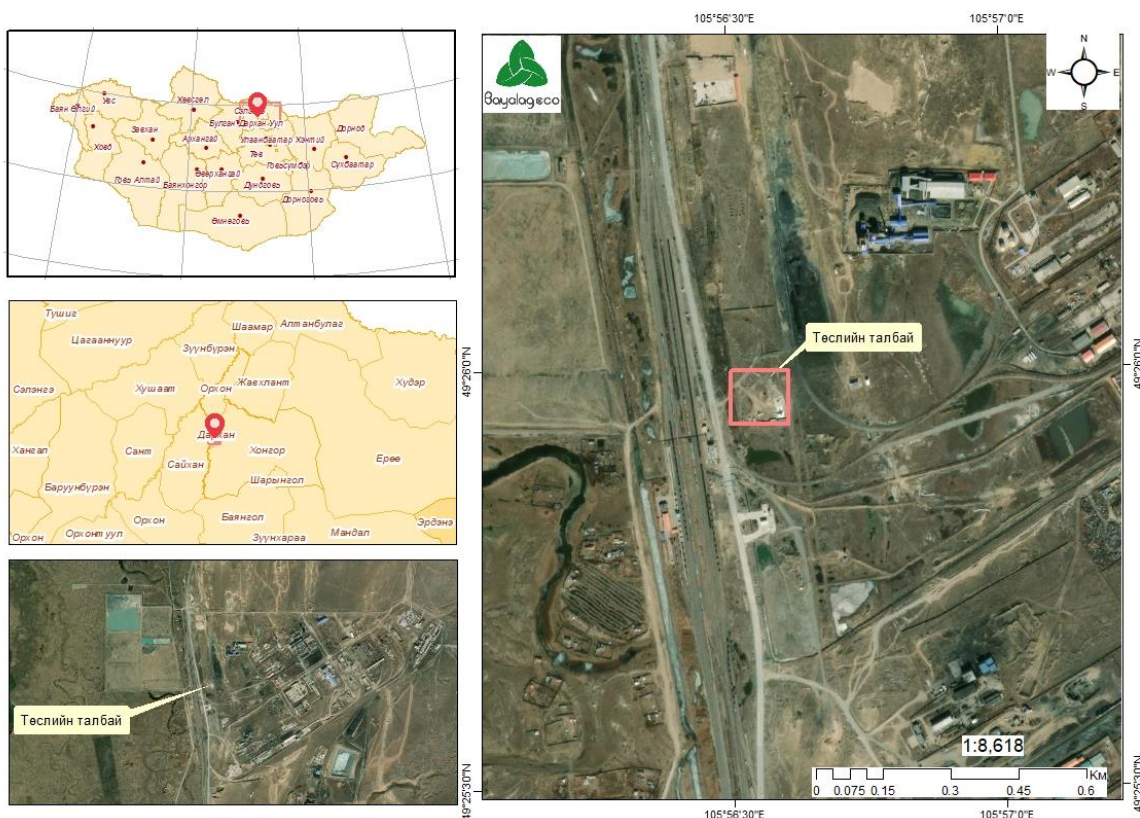 Увс
Баян Өлгий
Хөвсгөл
Сэлэ
Булган
Дархан-Уул
Дорнод
Завхан
Архангай
Улаанбаатар
Хэнтий
Ховд
Төв
Говьсүмбэр
Сүхбаатар
Говь Алтай
Өвөрхангай
Баянхонгор
Дундговь
Дорноговь
Өмнөговь
Түшиг
Шаамар
Алтанбулаг
Цагааннуур
Зүүнбүрэн
Сэлэнгэ
Хушаат
Орхон
Жавхлант
Хүдэр
Дархан
Хангал
Сант
Сайхан
Хонгор
Ерөө
Баруунбүрэн
Шарынгол
Орхон
Баянгол
Эрдэнэ
Орхон
Орхонтуул
Зүүнхараа
Мандал
Төслийн талбай
105°56'30"E
105°57'0"E
Bayalageco
N
W
E
S
Төслийн талбай
49°26'0"N
49°26'0"N
1:8,618
Км
0 0.075 0.15 0.3 0.45 0.6
49°25'30"N
49°25'30"N
105°56'30"E
105°57'0"E